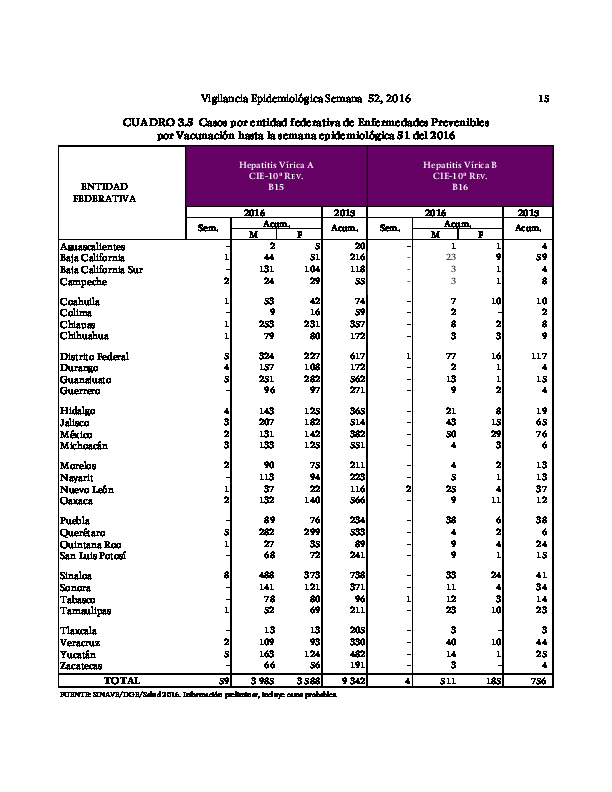 Vigilancia Epidemiológica Semana 52, 2016 15
CUADRO 3.5 Casos por entidad federativa de Enfermedades Prevenibles
por Vacunación hasta la semana epidemiológica 51 del 2016
ENTIDAD FEDERATIVA
Hepatitis Vírica A CIE-10ª REV. B15
Hepatitis Vírica B CIE-10ª REV. B16
2016 2015 2016 2015
Sem. Acum. Acum. Sem. Acum. Acum.
M F M F
Aguascalientes - 2 5 20 - 1 1 4
Baja California 1 44 51 216 - 23 9 59
Baja California Sur - 131 104 118 - 3 1 4
Campeche 2 24 29 55 - 3 1 8
Coahuila 1 53 42 74 - 7 10 10
Colima - 9 16 59 - 2 - 2
Chiapas 1 253 231 357 - 8 2 8
Chihuahua 1 79 80 172 - 3 3 9
Distrito Federal 5 324 227 617 1 77 16 117
Durango 4 157 108 172 - 2 1 4
Guanajuato 5 251 282 562 - 13 1 15
Guerrero - 96 97 271 - 9 2 4
Hidalgo 4 143 125 365 - 21 8 19
Jalisco 3 207 182 514 - 43 15 65
México 2 131 142 382 - 50 29 76
Michoacán 3 133 125 551 - 4 3 6
Morelos 2 90 75 211 - 4 2 13
Nayarit - 113 94 223 - 5 1 13
Nuevo León 1 37 22 116 2 25 4 37
Oaxaca 2 132 140 566 - 9 11 12
Puebla - 89 76 234 - 38 6 38
Querétaro 5 282 299 533 - 4 2 6
Quintana Roo 1 27 35 89 - 9 4 24
San Luis Potosí - 68 72 241 - 9 1 15
Sinaloa 8 488 373 738 - 33 24 41
Sonora - 141 121 371 - 11 4 34
Tabasco - 78 80 96 1 12 3 14
Tamaulipas 1 52 69 211 - 23 10 23
Tlaxcala - 13 13 205 - 3 - 3
Veracruz 2 109 93 330 - 40 10 44
Yucatán 5 163 124 482 - 14 1 25
Zacatecas - 66 56 191 - 3 - 4
TOTAL 59 3 985 3 588 9 342 4 511 185 756
FUENTE: SINAVE/DGE/Salud 2016. Información preliminar, incluye casos probables.